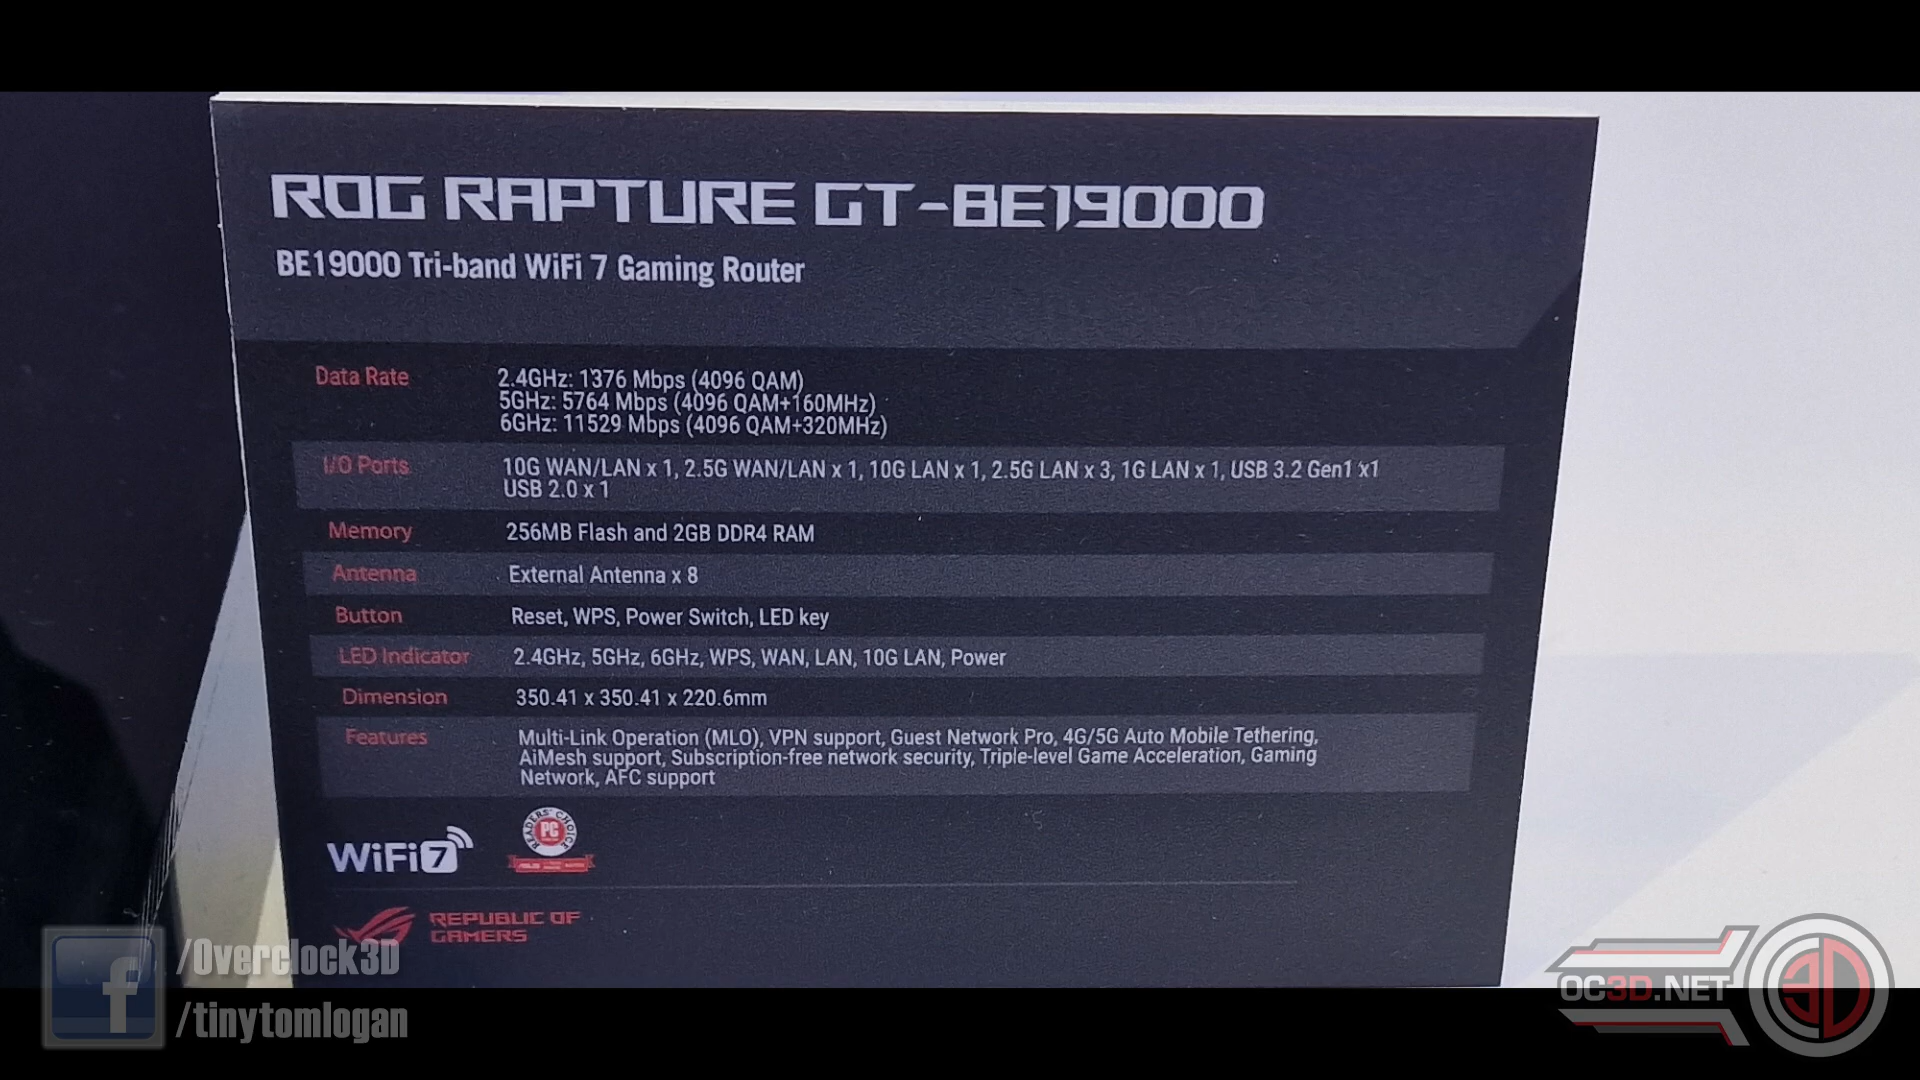 ROG RAPTURE GT-BE19000
BE19000 Tri-band WiFi 7 Gaming Router
Data Rate
2.4GHz: 1376 Mbps (4096 QAM)
5GHz: 5764 Mbps (4096 QAM+160MHz)
6GHz: 11529 Mbps (4096 QAM+320MHz)
I/O Ports
10G WAN/LAN x 1, 2.5G WAN/LAN x 1, 10G LAN x 1, 2.5G LAN x 3, 1G LAN x 1, USB 3.2 Gen1 x1
USB 2.0 x 1
Memory
256MB Flash and 2GB DDR4 RAM
Antenna
External Antenna x 8
Button
Reset, WPS, Power Switch, LED key
LED Indicator
2.4GHz, 5GHz, 6GHz, WPS, WAN, LAN, 10G LAN, Power
Dimension
350.41 x 350.41 x 220.6mm
Features
Multi-Link Operation (MLO), VPN support, Guest Network Pro, 4G/5G Auto Mobile Tethering,
AiMesh support, Subscription-free network security, Triple-level Game Acceleration, Gaming
Network, AFC support
WiFi 7
READERS' CHOICE
PC
REPUBLIC OF
GAMERS
f
/Overclock3D
/tinytomlogan
OC3D.NET
3D